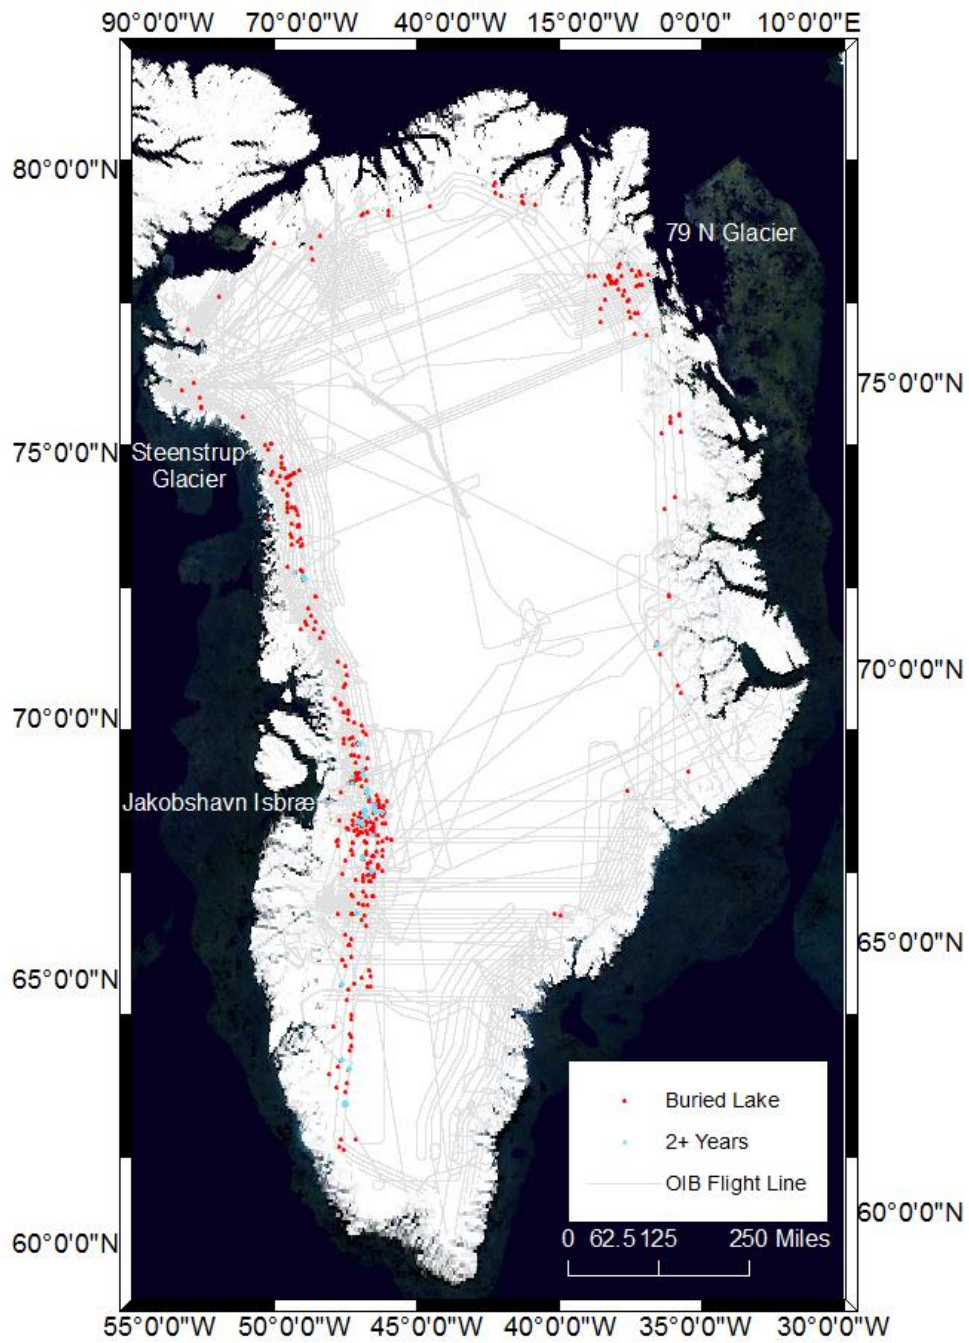 90°0'0"W 70°0'0"W 40°0'0"W 15°0'0"W 0°0'0" 10°0'0"E
80°0'0"N
79 N Glacier
75°0'0"N
Steenstrup
Glacier
75°0'0"N
70°0'0"N
70°0'0"N
Jakobshavn Isbræ
65°0'0"N
65°0'0"N
Buried Lake
2+ Years
OIB Flight Line
0 62.5 125 250 Miles
60°0'0"N
60°0'0"N
55°0'0"W 50°0'0"W 45°0'0"W 40°0'0"W 35°0'0"W 30°0'0"W